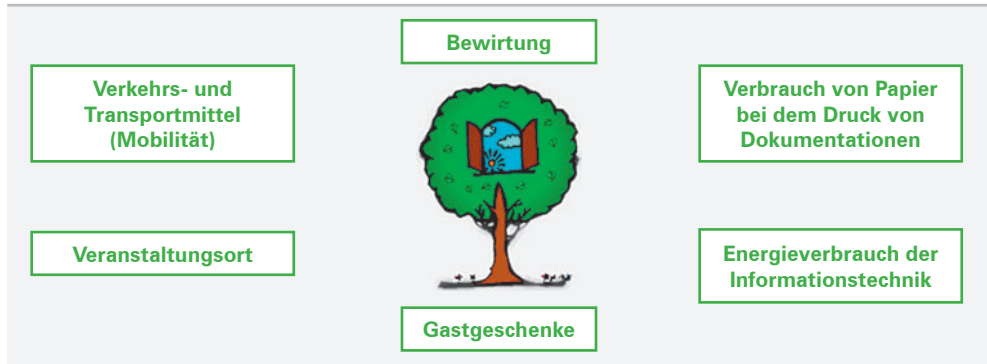 Bewirtung
Verkehrs- und
Transportmittel
(Mobilität)
Verbrauch von Papier
bei dem Druck von
Dokumentationen
Veranstaltungsort
Energieverbrauch der
Informationstechnik
Gastgeschenke